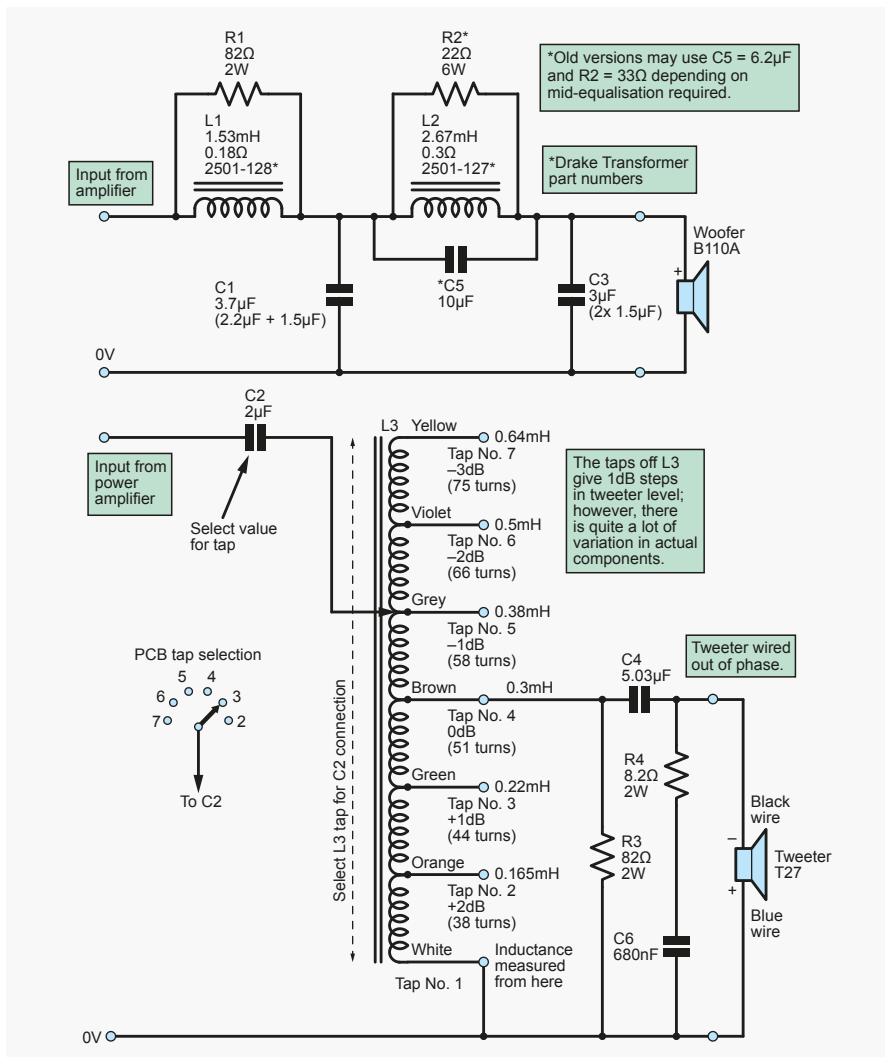 R1
82Ω
2W
R2*
22Ω
6W
*Old versions may use C5 = 6.2µF
and R2 = 33Ω depending on
mid-equalisation required.
L1
1.53mH
0.18Ω
2501-128*
L2
2.67mH
0.3Ω
2501-127*
*Drake Transformer
part numbers
Input from
amplifier
Woofer
B110A
+
C1
3.7µF
(2.2µF + 1.5µF)
*C5
10µF
C3
3µF
(2x 1.5µF)
0V
C2
2µF
Input from
power
amplifier
Select value
for tap
L3
Yellow
0.64mH
Tap No. 7
–3dB
(75 turns)
The taps off L3
give 1dB steps
in tweeter level;
however, there
is quite a lot of
variation in actual
components.
Violet
0.5mH
Tap No. 6
–2dB
(66 turns)
Grey
0.38mH
Tap No. 5
–1dB
(58 turns)
PCB tap selection
5 4
6 3
7 2
To C2
Select L3 tap for C2 connection
Brown
0.3mH
Tap No. 4
0dB
(51 turns)
C4
5.03µF
Tweeter wired
out of phase.
Green
0.22mH
Tap No. 3
+1dB
(44 turns)
R4
8.2Ω
2W
Black
wire
R3
82Ω
2W
–
Tweeter
T27
+
Orange
0.165mH
Tap No. 2
+2dB
(38 turns)
Blue
wire
C6
680nF
White
Tap No. 1
Inductance
measured
from here
0V